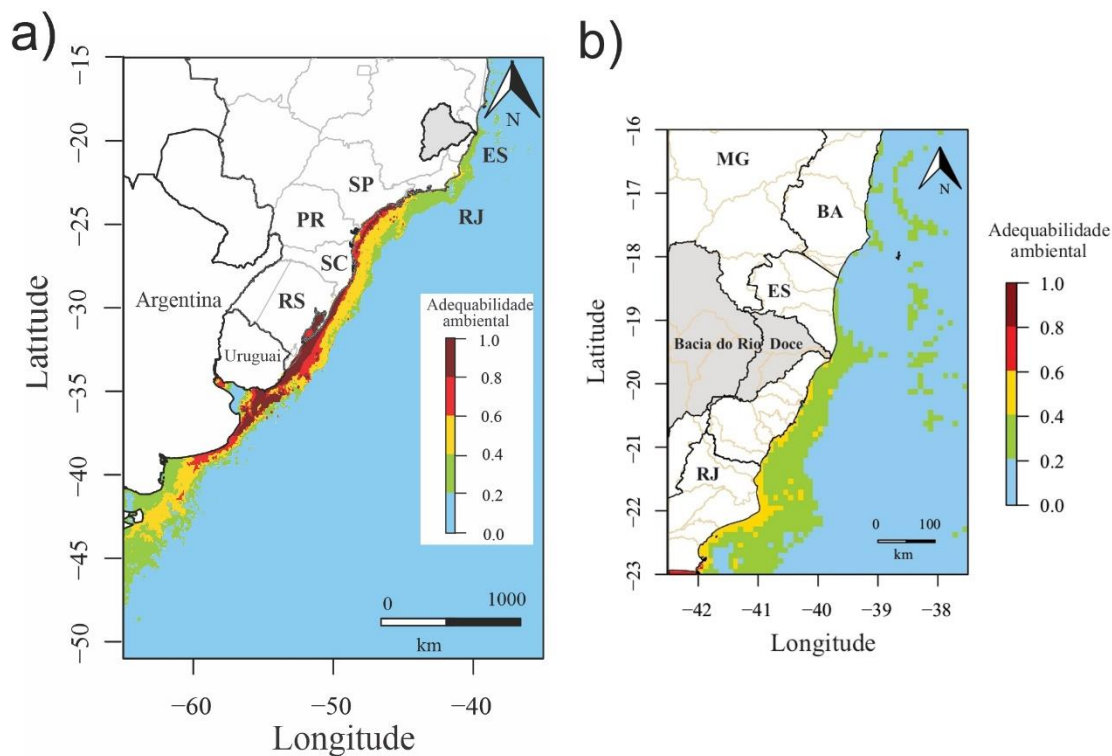 a)
−15
−20
−25
−30
−35
−40
−45
−50
Latitude
−60
−50
−40
Longitude
N
ES
SP
RJ
PR
SC
RS
Argentina
Uruguai
Adequabilidade
ambiental
1.0
0.8
0.6
0.4
0.2
0.0
0
1000
km
b)
−16
−17
−18
−19
−20
−21
−22
−23
Latitude
−42
−41
−40
−39
−38
Longitude
N
MG
BA
ES
Bacia do Rio
Doce
RJ
0
100
km
Adequabilidade
ambiental
1.0
0.8
0.6
0.4
0.2
0.0